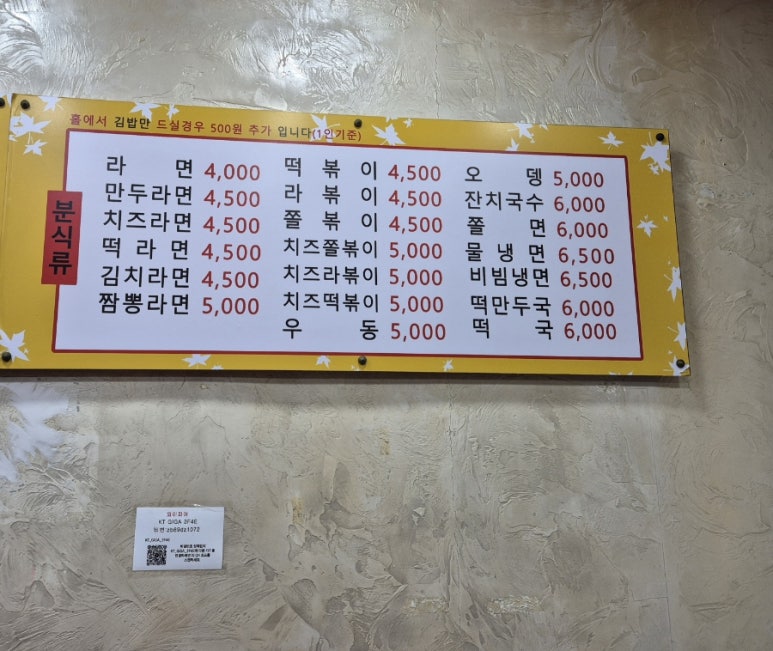 홀에서 김밥만 드실경우 500원 추가 입니다(1인기준)
분식류
라면 4,000
만두라면 4,500
치즈라면 4,500
떡라면 4,500
김치라면 4,500
짬뽕라면 5,000
떡볶이 4,500
라볶이 4,500
쫄볶이 4,500
치즈쫄볶이 5,000
치즈라볶이 5,000
치즈떡볶이 5,000
우동 5,000
오뎅 5,000
잔치국수 6,000
쫄면 6,000
물냉면 6,500
비빔냉면 6,500
떡만두국 6,000
떡국 6,000
KT GIGA 2F4E